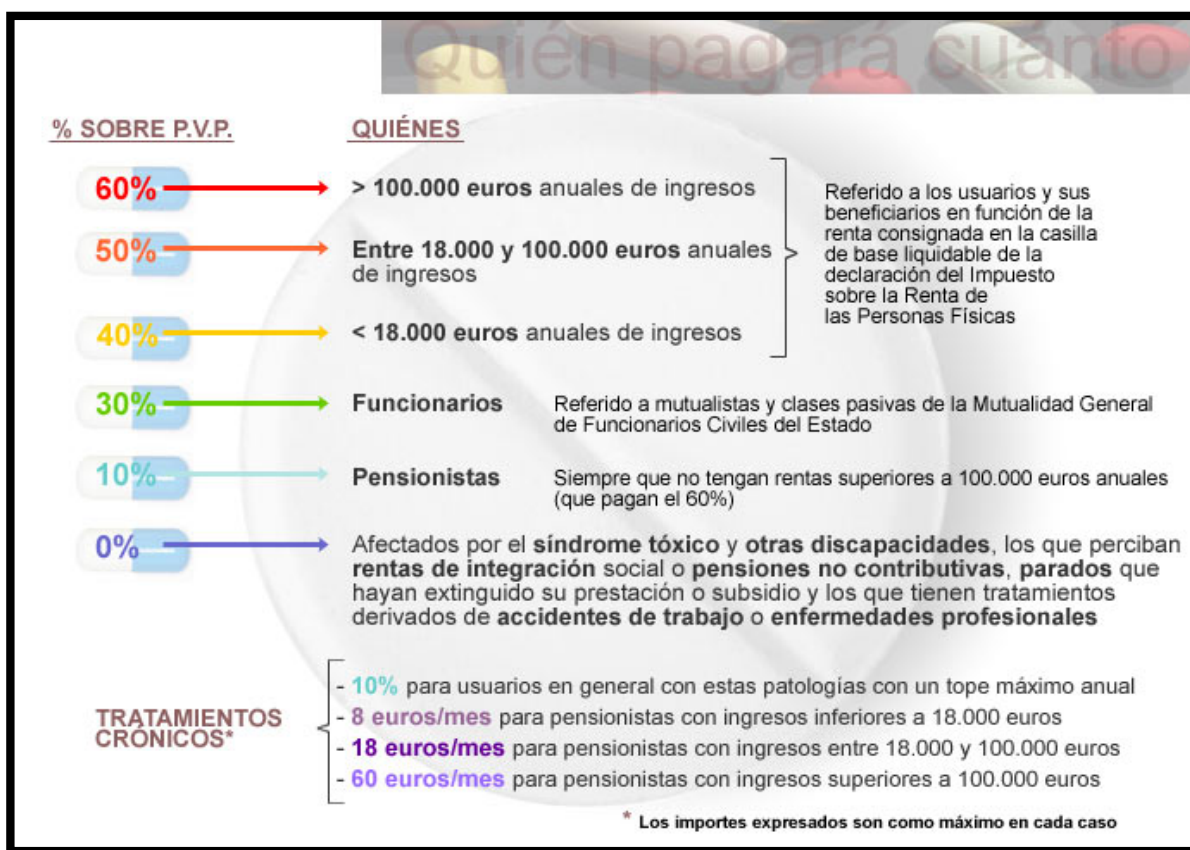 Quién pagará cuánto
% SOBRE P.V.P.
QUIÉNES
60%
> 100.000 euros anuales de ingresos
50%
Entre 18.000 y 100.000 euros anuales
de ingresos
40%
< 18.000 euros anuales de ingresos
Referido a los usuarios y sus
beneficiarios en función de la
renta consignada en la casilla
de base liquidable de la
declaración del Impuesto
sobre la Renta de
las Personas Físicas
30%
Funcionarios
Referido a mutualistas y clases pasivas de la Mutualidad General
de Funcionarios Civiles del Estado
10%
Pensionistas
Siempre que no tengan rentas superiores a 100.000 euros anuales
(que pagan el 60%)
0%
Afectados por el síndrome tóxico y otras discapacidades, los que perciban
rentas de integración social o pensiones no contributivas, parados que
hayan extinguido su prestación o subsidio y los que tienen tratamientos
derivados de accidentes de trabajo o enfermedades profesionales
TRATAMIENTOS
CRÓNICOS*
- 10% para usuarios en general con estas patologías con un tope máximo anual
- 8 euros/mes para pensionistas con ingresos inferiores a 18.000 euros
- 18 euros/mes para pensionistas con ingresos entre 18.000 y 100.000 euros
- 60 euros/mes para pensionistas con ingresos superiores a 100.000 euros
* Los importes expresados son como máximo en cada caso